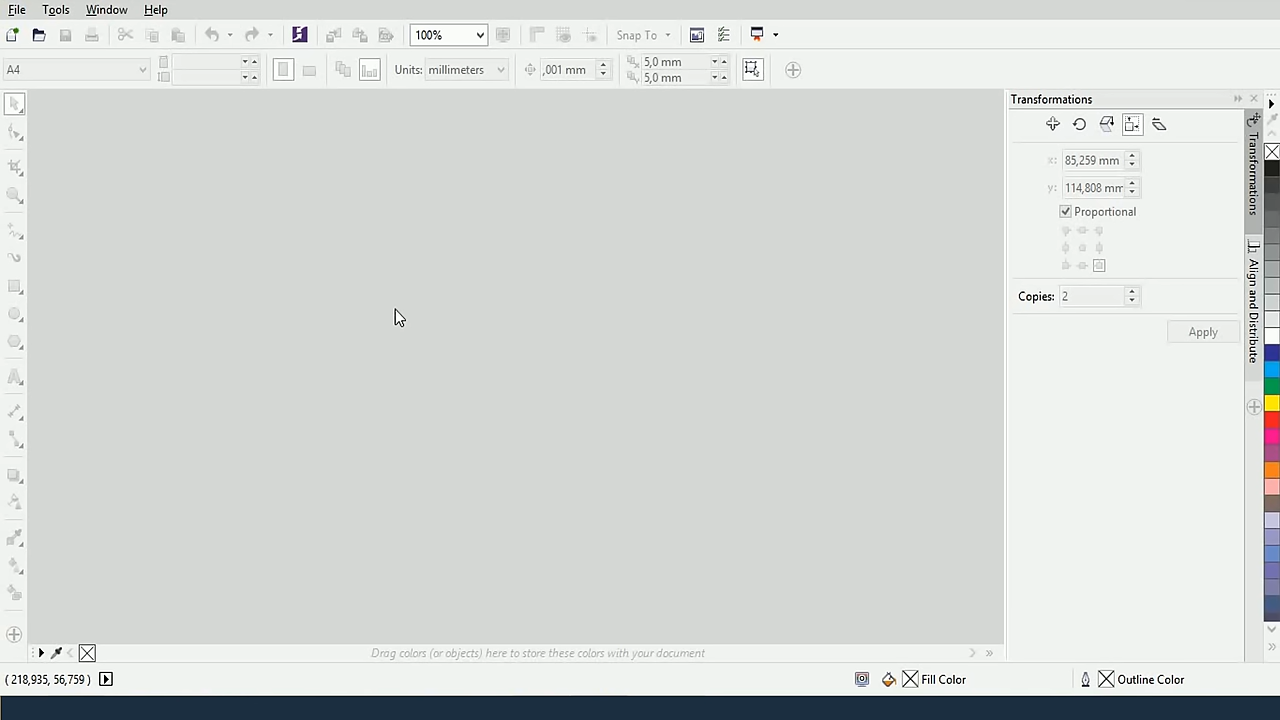 File Tools Window Help
100% Snap To
A4 Units: millimeters ,001 mm 5,0 mm
5,0 mm
Transformations
x: 85,259 mm
y: 114,808 mm
Proportional
Copies: 2
Apply
Transformations
Align and Distribute
Drag colors (or objects) here to store these colors with your document
( 218,935, 56,759 ) Fill Color Outline Color